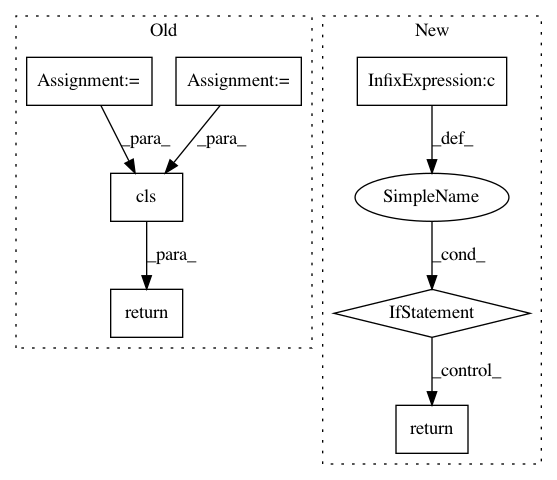 Old
New
Assignment:=
Assignment:=
InfixExpression:c
_para_
_para_
_def_
cls
SimpleName
_para_
_cond_
return
IfStatement
_control_
return